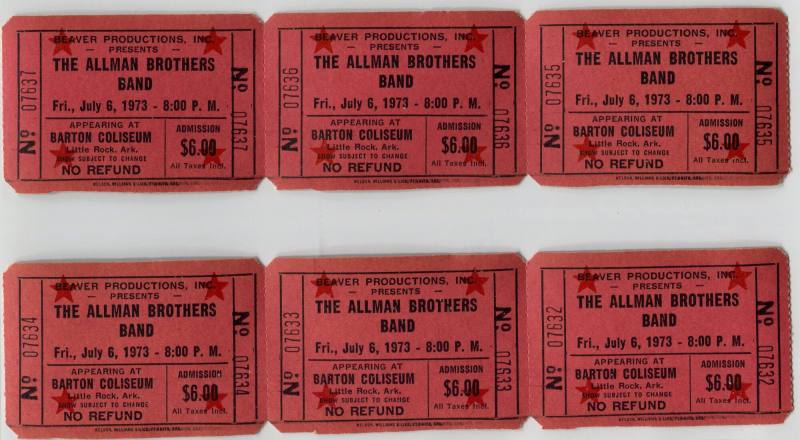 No 07637
BEAVER PRODUCTIONS, INC.
— PRESENTS —
THE ALLMAN BROTHERS
BAND
Fri., July 6, 1973 - 8:00 P. M.
APPEARING AT
BARTON COLISEUM
Little Rock, Ark.
SHOW SUBJECT TO CHANGE
NO REFUND
ADMISSION
$6.00
All Taxes Incl.
No 07637
No 07636
BEAVER PRODUCTIONS, INC.
— PRESENTS —
THE ALLMAN BROTHERS
BAND
Fri., July 6, 1973 - 8:00 P. M.
APPEARING AT
BARTON COLISEUM
Little Rock, Ark.
SHOW SUBJECT TO CHANGE
NO REFUND
ADMISSION
$6.00
All Taxes Incl.
No 07636
No 07635
BEAVER PRODUCTIONS, INC.
— PRESENTS —
THE ALLMAN BROTHERS
BAND
Fri., July 6, 1973 - 8:00 P. M.
APPEARING AT
BARTON COLISEUM
Little Rock, Ark.
SHOW SUBJECT TO CHANGE
NO REFUND
ADMISSION
$6.00
All Taxes Incl.
No 07635
No 07634
BEAVER PRODUCTIONS, INC.
— PRESENTS —
THE ALLMAN BROTHERS
BAND
Fri., July 6, 1973 - 8:00 P. M.
APPEARING AT
BARTON COLISEUM
Little Rock, Ark.
SHOW SUBJECT TO CHANGE
NO REFUND
ADMISSION
$6.00
All Taxes Incl.
No 07634
No 07633
BEAVER PRODUCTIONS, INC.
— PRESENTS —
THE ALLMAN BROTHERS
BAND
Fri., July 6, 1973 - 8:00 P. M.
APPEARING AT
BARTON COLISEUM
Little Rock, Ark.
SHOW SUBJECT TO CHANGE
NO REFUND
ADMISSION
$6.00
All Taxes Incl.
No 07633
No 07632
BEAVER PRODUCTIONS, INC.
— PRESENTS —
THE ALLMAN BROTHERS
BAND
Fri., July 6, 1973 - 8:00 P. M.
APPEARING AT
BARTON COLISEUM
Little Rock, Ark.
SHOW SUBJECT TO CHANGE
NO REFUND
ADMISSION
$6.00
All Taxes Incl.
No 07632